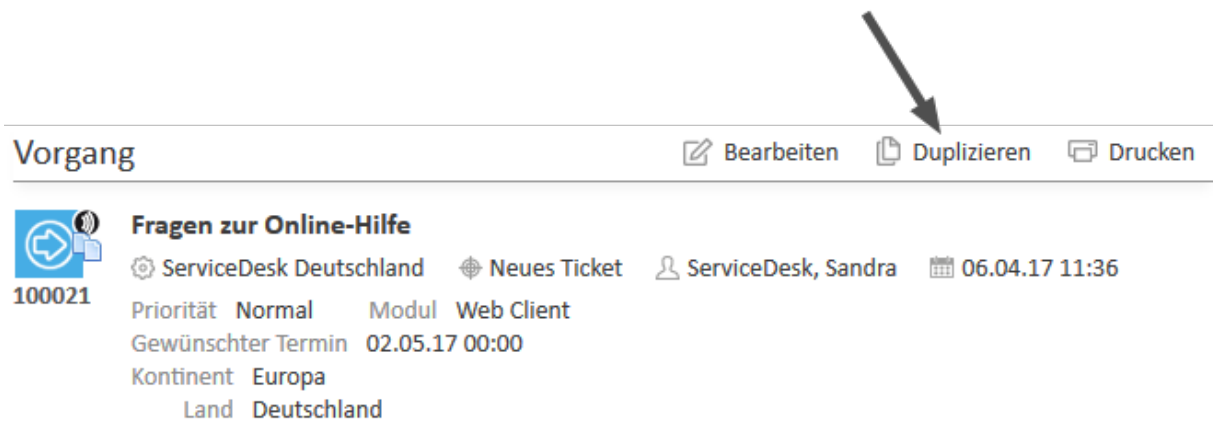 Vorgang Bearbeiten Duplizieren Drucken
Fragen zur Online-Hilfe
ServiceDesk Deutschland Neues Ticket ServiceDesk, Sandra 06.04.17 11:36
100021
Priorität Normal Modul Web Client
Gewünschter Termin 02.05.17 00:00
Kontinent Europa
Land Deutschland